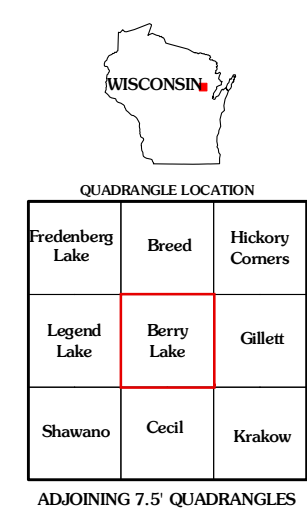 WISCONSIN
QUADRANGLE LOCATION
Fredenberg
Lake
Breed
Hickory
Corners
Legend
Lake
Berry
Lake
Gillett
Shawano
Cecil
Krakow
ADJOINING 7.5' QUADRANGLES